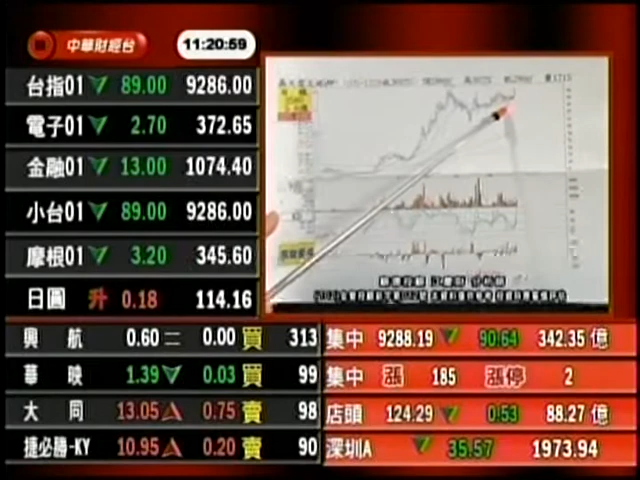 中華財經台 11:20:59
台指01 89.00 9286.00
電子01 2.70 372.65
金融01 13.00 1074.40
小台01 89.00 9286.00
摩根01 3.20 345.60
日圓 升 0.18 114.16
興航 0.60 二 0.00 買 313
華映 1.39 0.03 買 99
大同 13.05 0.75 賣 98
捷必勝-KY 10.95 0.20 賣 90
集中 9288.19 90.64 342.35 億
集中 漲 185 漲停 2
店頭 124.29 0.53 88.27 億
深圳A 35.57 1973.94